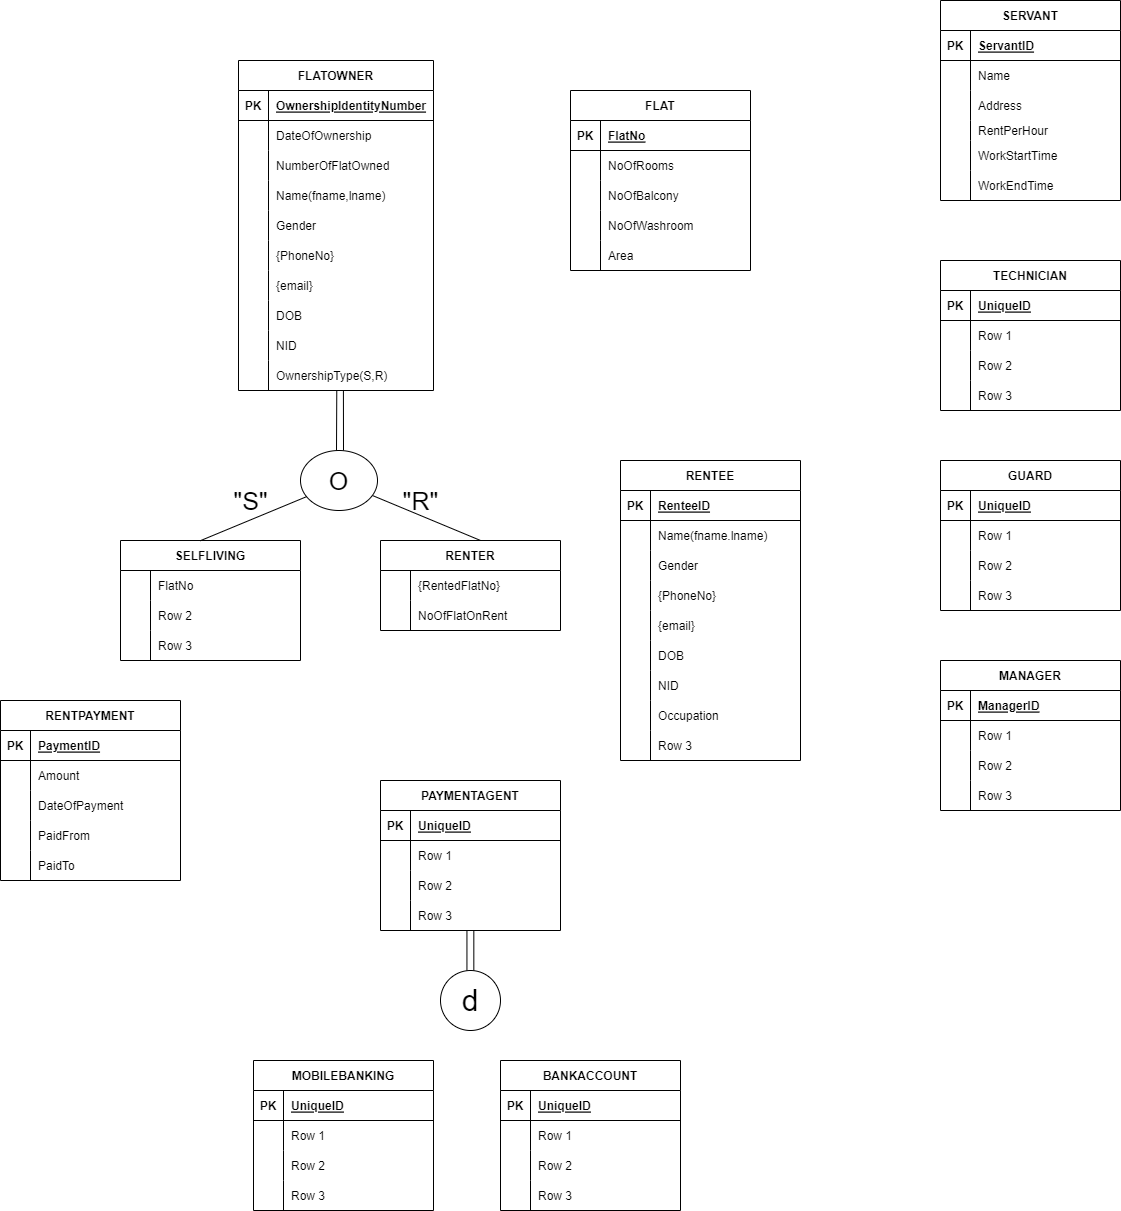 SERVANT
PK ServantID
Name
Address
RentPerHour
WorkStartTime
WorkEndTime
FLATOWNER
PK OwnershipIdentityNumber
DateOfOwnership
NumberOfFlatOwned
Name(fname,lname)
Gender
{PhoneNo}
{email}
DOB
NID
OwnershipType(S,R)
FLAT
PK FlatNo
NoOfRooms
NoOfBalcony
NoOfWashroom
Area
TECHNICIAN
PK UniqueID
Row 1
Row 2
Row 3
O
"S" "R"
SELFLIVING
FlatNo
Row 2
Row 3
RENTER
{RentedFlatNo}
NoOfFlatOnRent
RENTEE
PK RenteeID
Name(fname.lname)
Gender
{PhoneNo}
{email}
DOB
NID
Occupation
Row 3
GUARD
PK UniqueID
Row 1
Row 2
Row 3
MANAGER
PK ManagerID
Row 1
Row 2
Row 3
RENTPAYMENT
PK PaymentID
Amount
DateOfPayment
PaidFrom
PaidTo
PAYMENTAGENT
PK UniqueID
Row 1
Row 2
Row 3
d
MOBILEBANKING
PK UniqueID
Row 1
Row 2
Row 3
BANKACCOUNT
PK UniqueID
Row 1
Row 2
Row 3